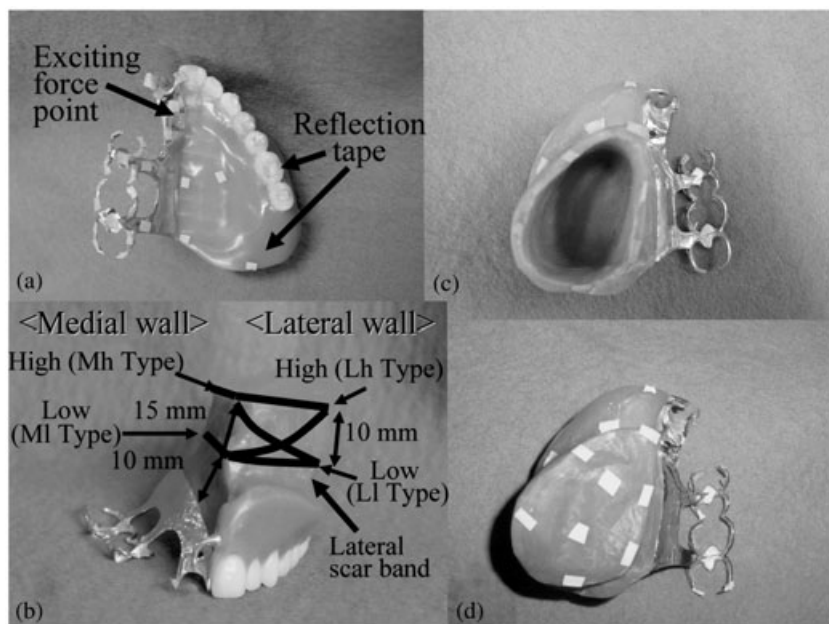 Exciting
force
point
Reflection
tape
(a)
(c)
<Medial wall> <Lateral wall>
High (Mh Type)
High (Lh Type)
15 mm
Low
(Ml Type)
10 mm
10 mm
Low
(Ll Type)
Lateral
scar band
(b)
(d)